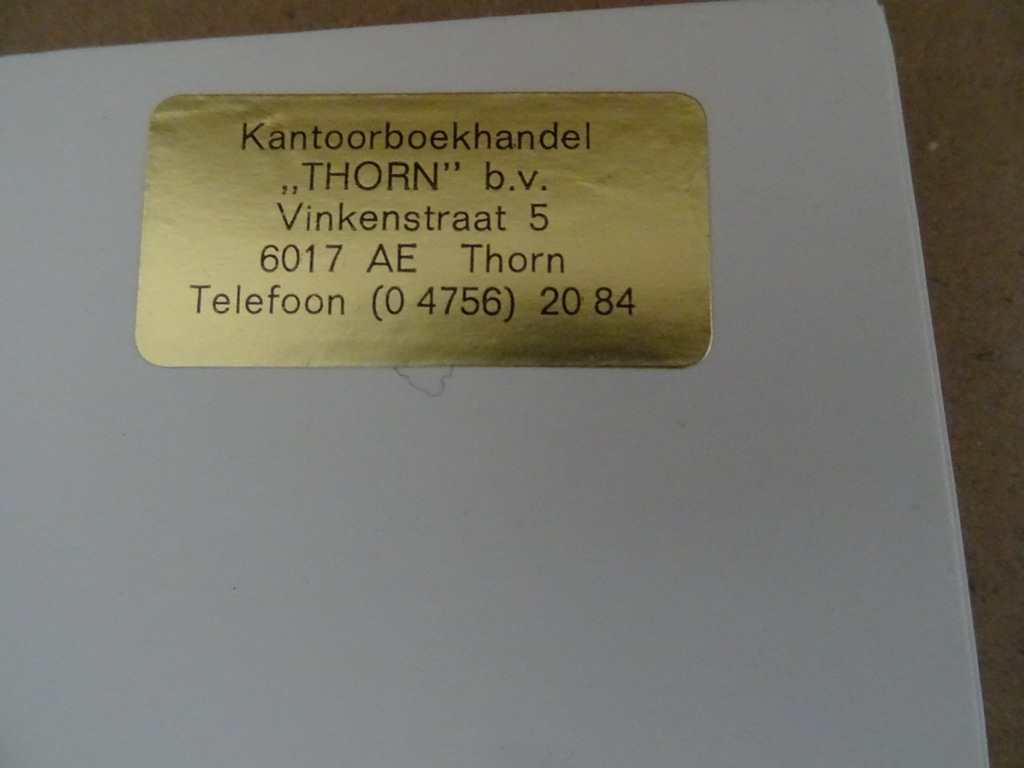 Kantoorboekhandel
„THORN” b.v.
Vinkenstraat 5
6017 AE Thorn
Telefoon (0 4756) 20 84